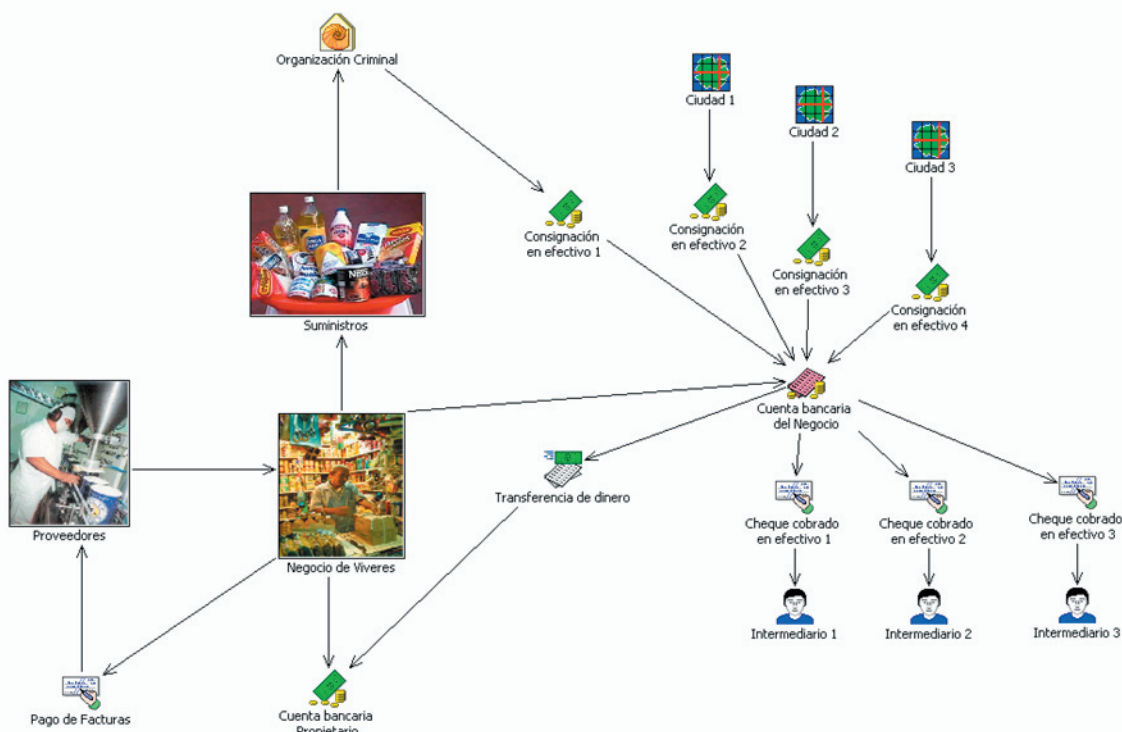 Organización Criminal
Ciudad 1
Ciudad 2
Ciudad 3
Consignación
en efectivo 1
Consignación
en efectivo 2
Consignación
en efectivo 3
Consignación
en efectivo 4
Suministros
Cuenta bancaria
del Negocio
Transferencia de dinero
Proveedores
Negocio de Viveres
Cheque cobrado
en efectivo 1
Cheque cobrado
en efectivo 2
Cheque cobrado
en efectivo 3
Intermediario 1
Intermediario 2
Intermediario 3
Pago de Facturas
Cuenta bancaria
Propietario